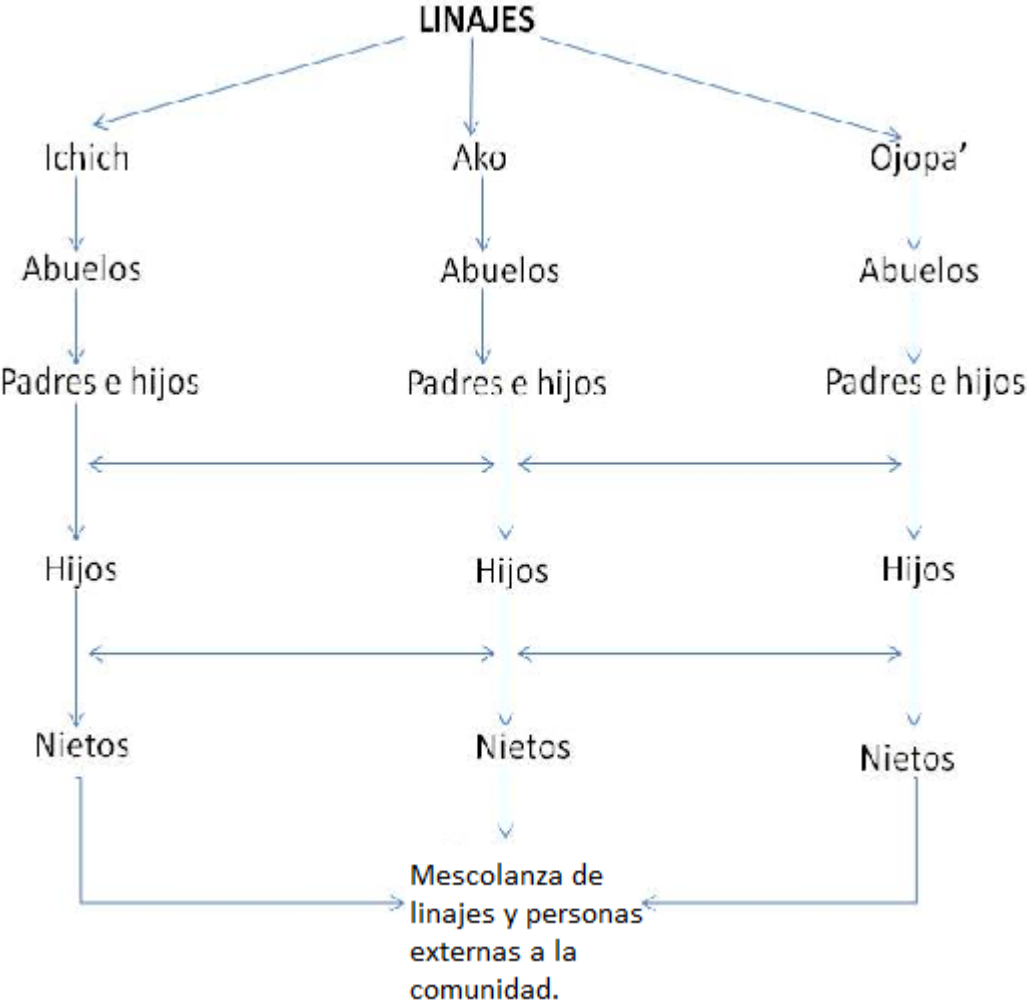 LINAJES
Ichich
Ako
Ojopa’
Abuelos
Abuelos
Abuelos
Padres e hijos
Padres e hijos
Padres e hijos
Hijos
Hijos
Hijos
Nietos
Nietos
Nietos
Mescolanza de
linajes y personas
externas a la
comunidad.